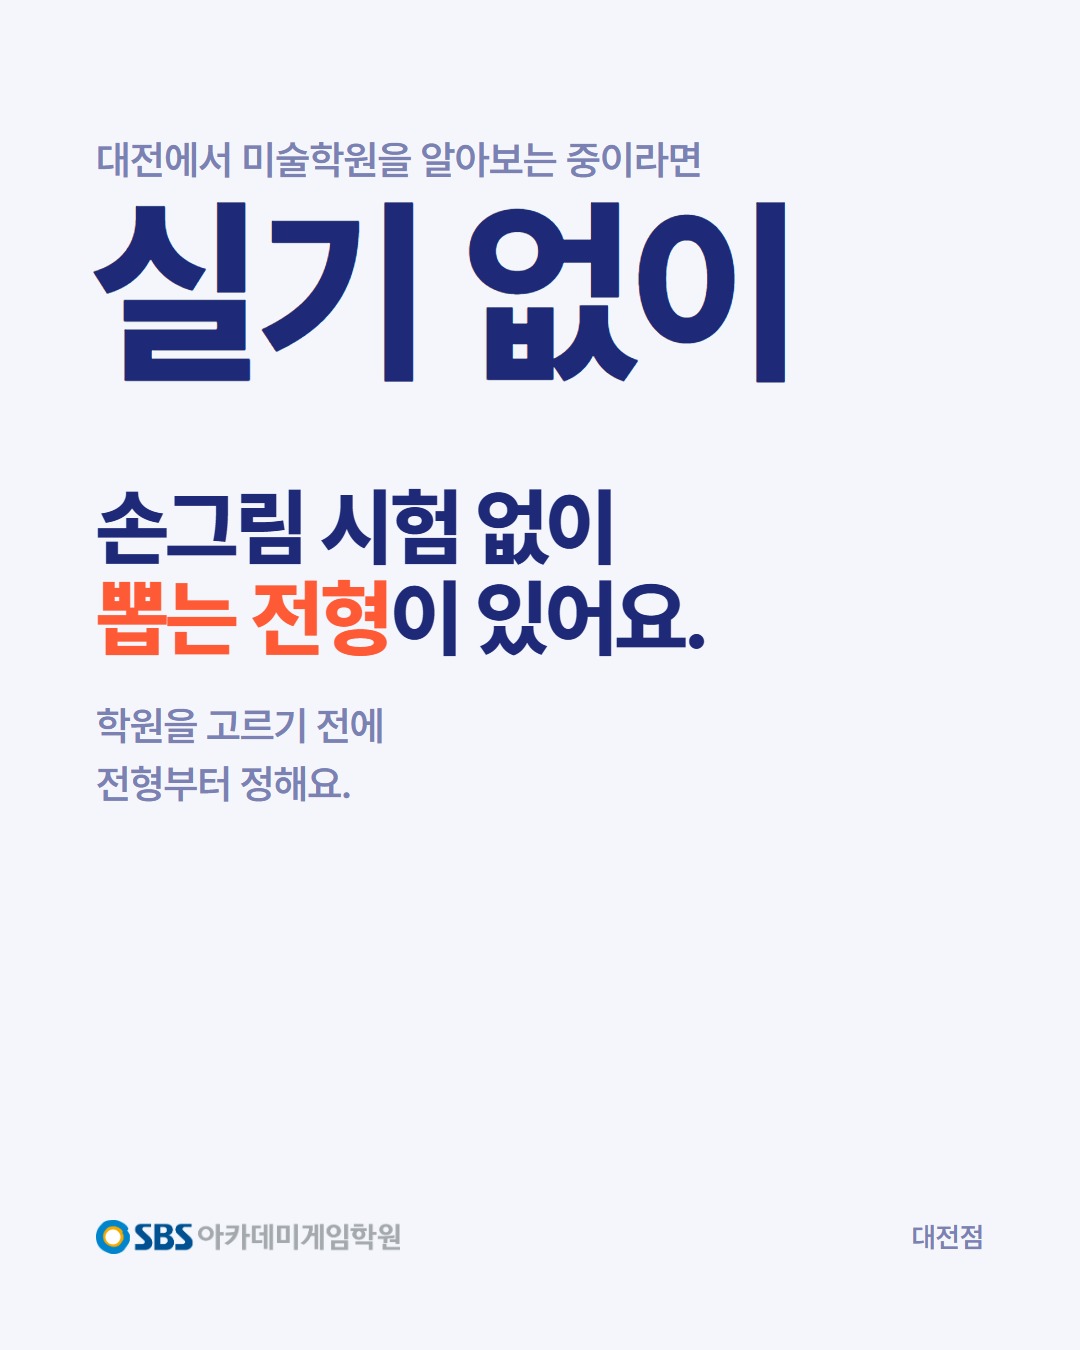 대전에서 미술학원을 알아보는 중이라면
실기 없이
손그림 시험 없이
뽑는 전형이 있어요.
학원을 고르기 전에
전형부터 정해요.
SBS 아카데미게임학원
대전점